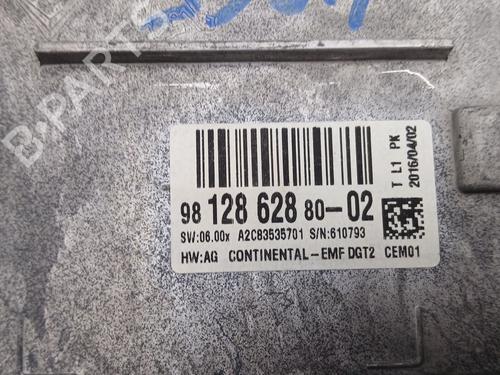 B-PARTS
98 128 628 80-02
SW:06.00x A2C83535701 S/N:610793
HW:AG CONTINENTAL-EMF DGT2 CEM01
T L1 PK
2016/04/02